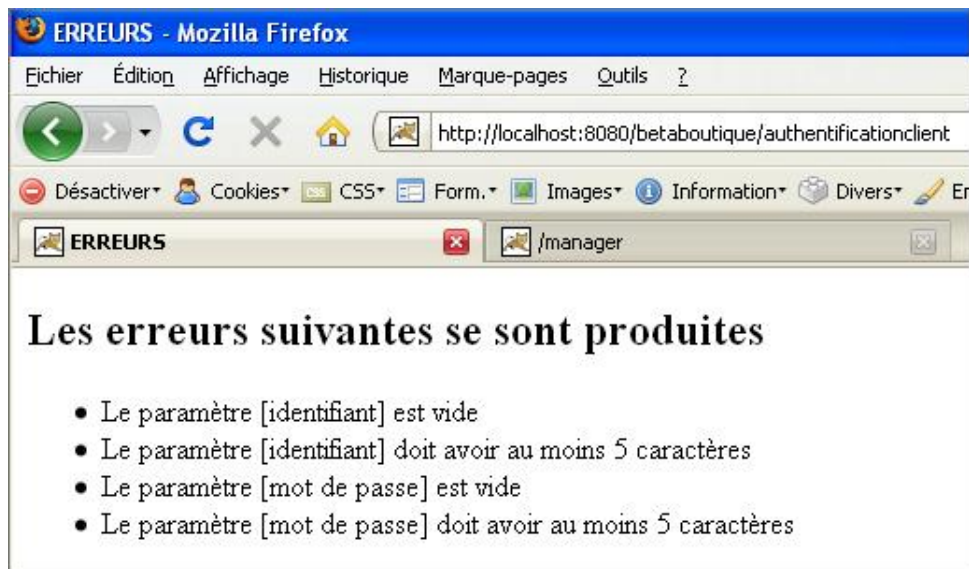 ERREURS - Mozilla Firefox
Fichier Édition Affichage Historique Marque-pages Outils ?
http://localhost:8080/betaboutique/authentificationclient
Désactiver Cookies CSS Form. Images Information Divers En
ERREURS /manager
Les erreurs suivantes se sont produites
Le paramètre [identifiant] est vide
Le paramètre [identifiant] doit avoir au moins 5 caractères
Le paramètre [mot de passe] est vide
Le paramètre [mot de passe] doit avoir au moins 5 caractères